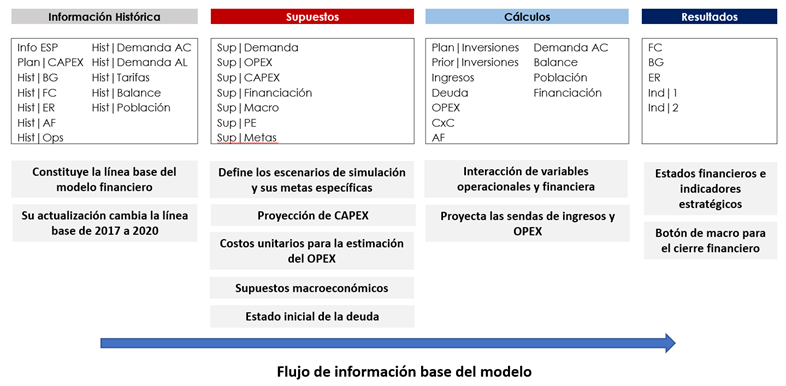 Información Histórica
Info ESP
Plan|CAPEX
Hist|BG
Hist|FC
Hist|ER
Hist|AF
Hist|Ops
Hist|Demanda AC
Hist|Demanda AL
Hist|Tarifas
Hist|Balance
Hist|Población
Constituye la línea base del
modelo financiero
Su actualización cambia la línea
base de 2017 a 2020
Supuestos
Sup|Demanda
Sup|OPEX
Sup|CAPEX
Sup|Financiación
Sup|Macro
Sup|PE
Sup|Metas
Define los escenarios de simulación
y sus metas específicas
Proyección de CAPEX
Costos unitarios para la estimación
del OPEX
Supuestos macroeconómicos
Estado inicial de la deuda
Cálculos
Plan|Inversiones
Prior|Inversiones
Ingresos
Deuda
OPEX
CxC
AF
Demanda AC
Balance
Población
Financiación
Interacción de variables
operacionales y financiera
Proyecta las sendas de ingresos y
OPEX
Resultados
FC
BG
ER
Ind|1
Ind|2
Estados financieros e
indicadores
estratégicos
Botón de macro para
el cierre financiero
Flujo de información base del modelo